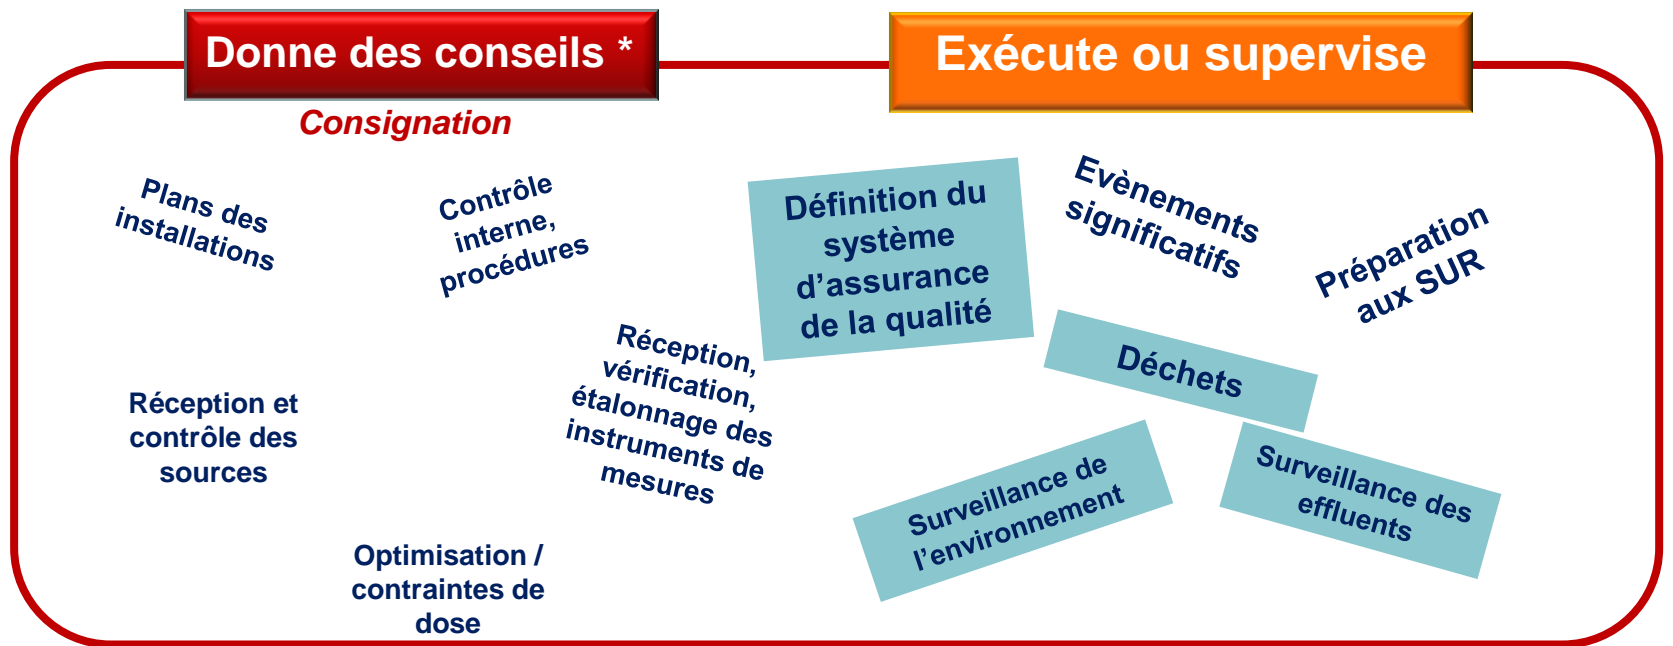 Donne des conseils *
Exécute ou supervise
Consignation
Plans des
installations
Contrôle
interne,
procédures
Définition du
système
d’assurance
de la qualité
Evènements
significatifs
Préparation
aux SUR
Réception et
contrôle des
sources
Réception,
vérification,
étalonnage des
instruments de
mesures
Déchets
Surveillance de
l’environnement
Surveillance des
effluents
Optimisation /
contraintes de
dose